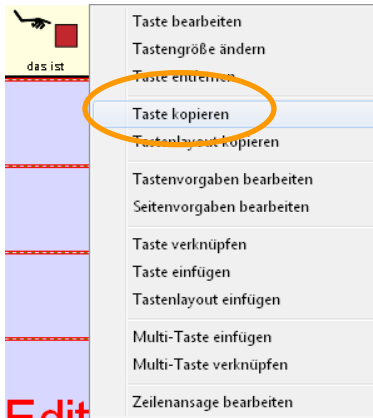 das ist
Taste bearbeiten
Tastengröße ändern
Taste entfernen
Taste kopieren
Tastenlayout kopieren
Tastenvorgaben bearbeiten
Seitenvorgaben bearbeiten
Taste verknüpfen
Taste einfügen
Tastenlayout einfügen
Multi-Taste einfügen
Multi-Taste verknüpfen
Zeilenansage bearbeiten
Edit